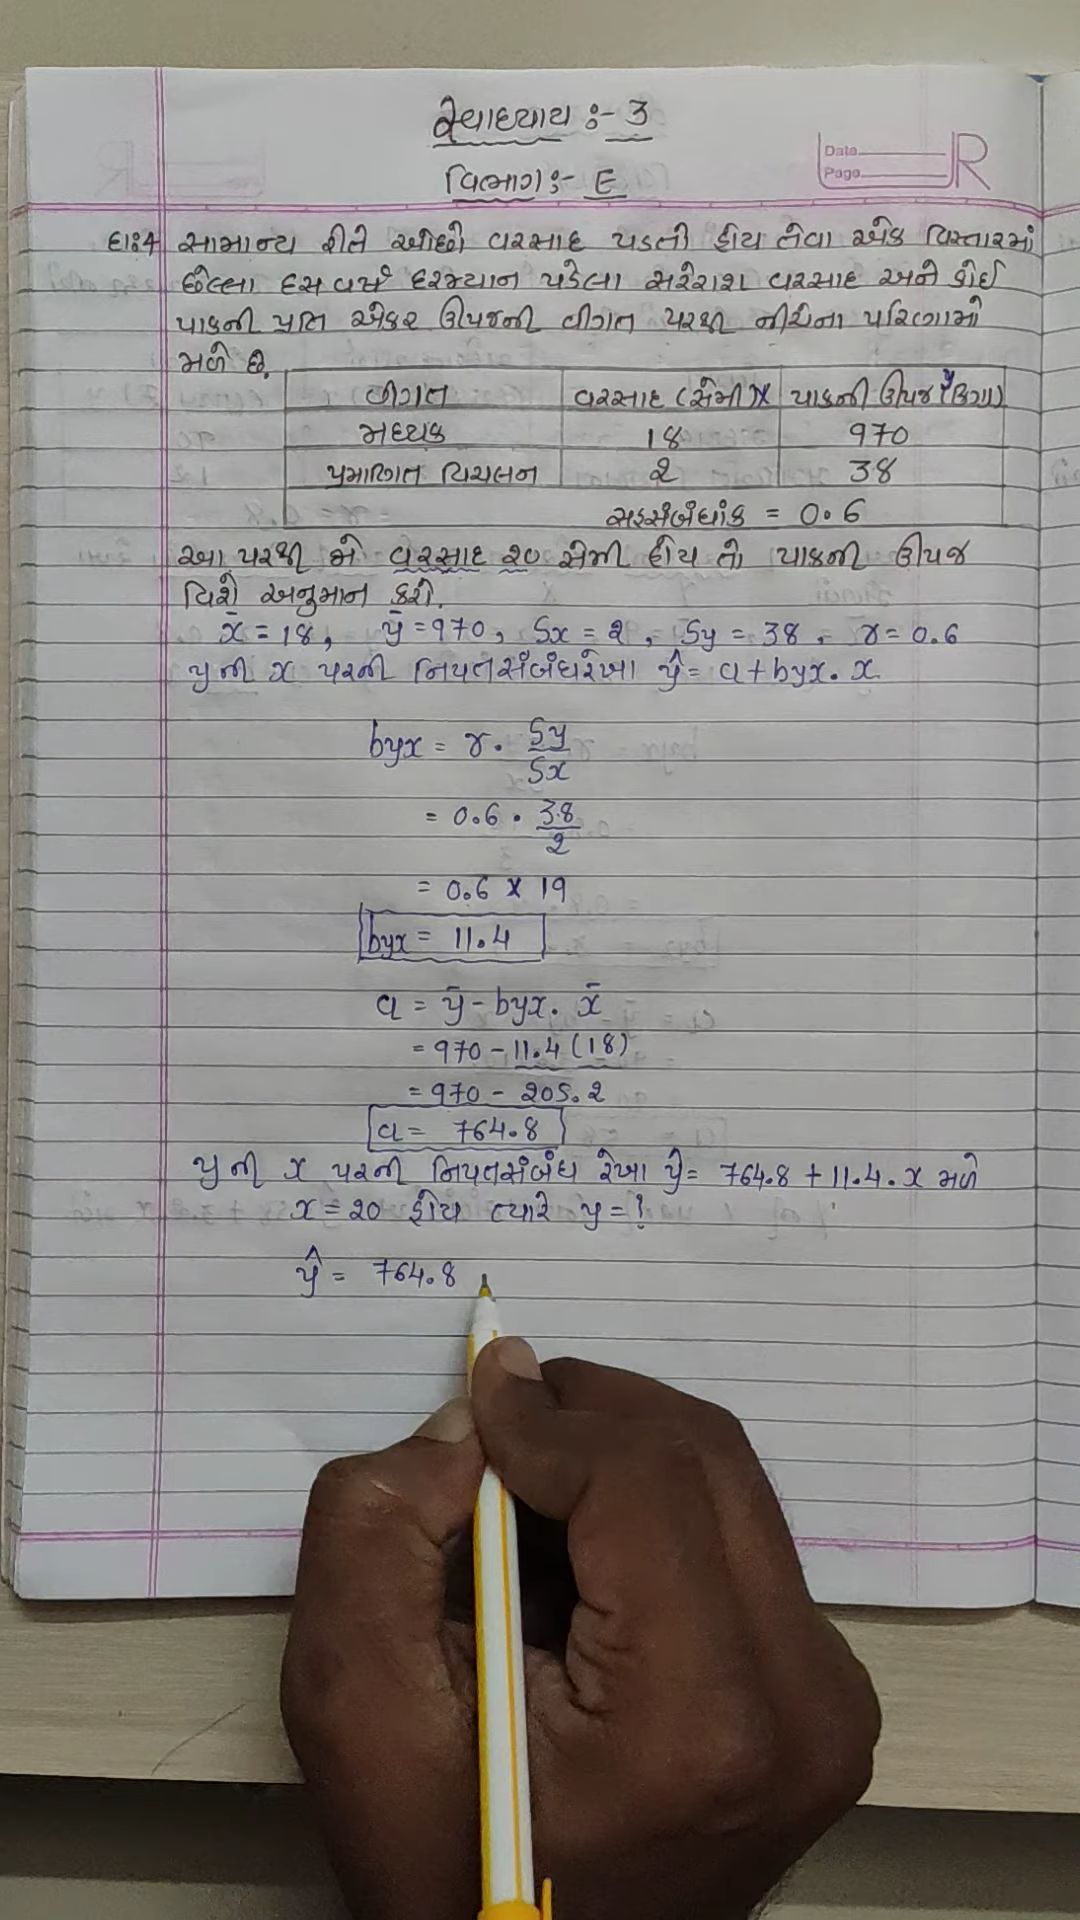 સ્વાધ્યાય :- 3
વિભાગ :- E
Date
Page
R
દા:4 સામાન્ય રીતે ઓછો વરસાદ પડતો હોય તેવા એક વિસ્તારમાં
છેલ્લા દસ વર્ષ દરમ્યાન પડેલા સરેરાશ વરસાદ અને કોઈ
પાકની પ્રતિ એકર ઊપજની વીગત પરથી નીચેના પરિણામો
મળે છે.
વીગત વરસાદ (સેમી) x પાકની ઊપજ y (કિગ્રા)
મધ્યક 18 970
પ્રમાણિત વિચલન 2 38
સહસંબંધાંક = 0.6
આ પરથી જો વરસાદ 20 સેમી હોય તો પાકની ઊપજ
વિશે અનુમાન કરો.
x̄ = 18, ȳ = 970, Sx = 2, Sy = 38, r = 0.6
y ની x પરની નિયતસંબંધરેખા ŷ = a + byx. x
byx = r. Sy/Sx
= 0.6 . 38/2
= 0.6 x 19
byx = 11.4
a = ȳ - byx. x̄
= 970 - 11.4 (18)
= 970 - 205.2
a = 764.8
y ની x પરની નિયતસંબંધ રેખા ŷ = 764.8 + 11.4. x મળે
x = 20 હોય ત્યારે y = ?
ŷ = 764.8